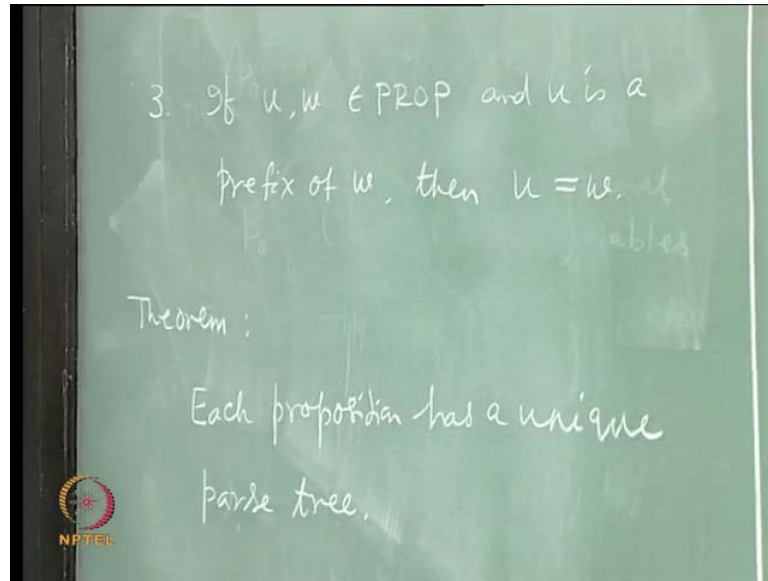 3. If u, w ∈ PROP and u is a
prefix of w, then u = w.
Theorem :
Each proposition has a unique
parse tree.
NPTEL